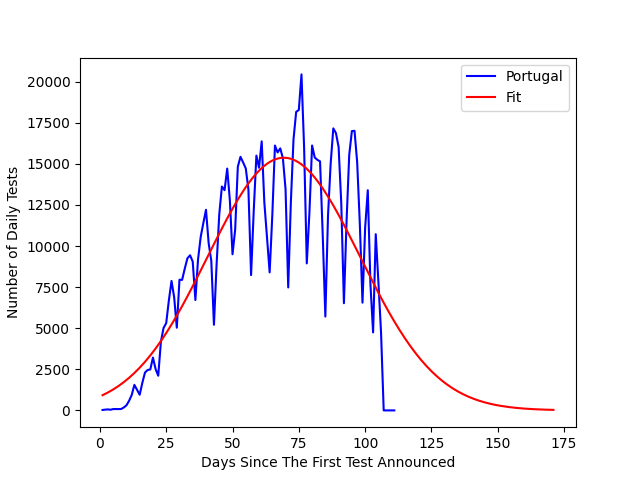 Portugal
Fit
Number of Daily Tests
20000
17500
15000
12500
10000
7500
5000
2500
0
0 25 50 75 100 125 150 175
Days Since The First Test Announced